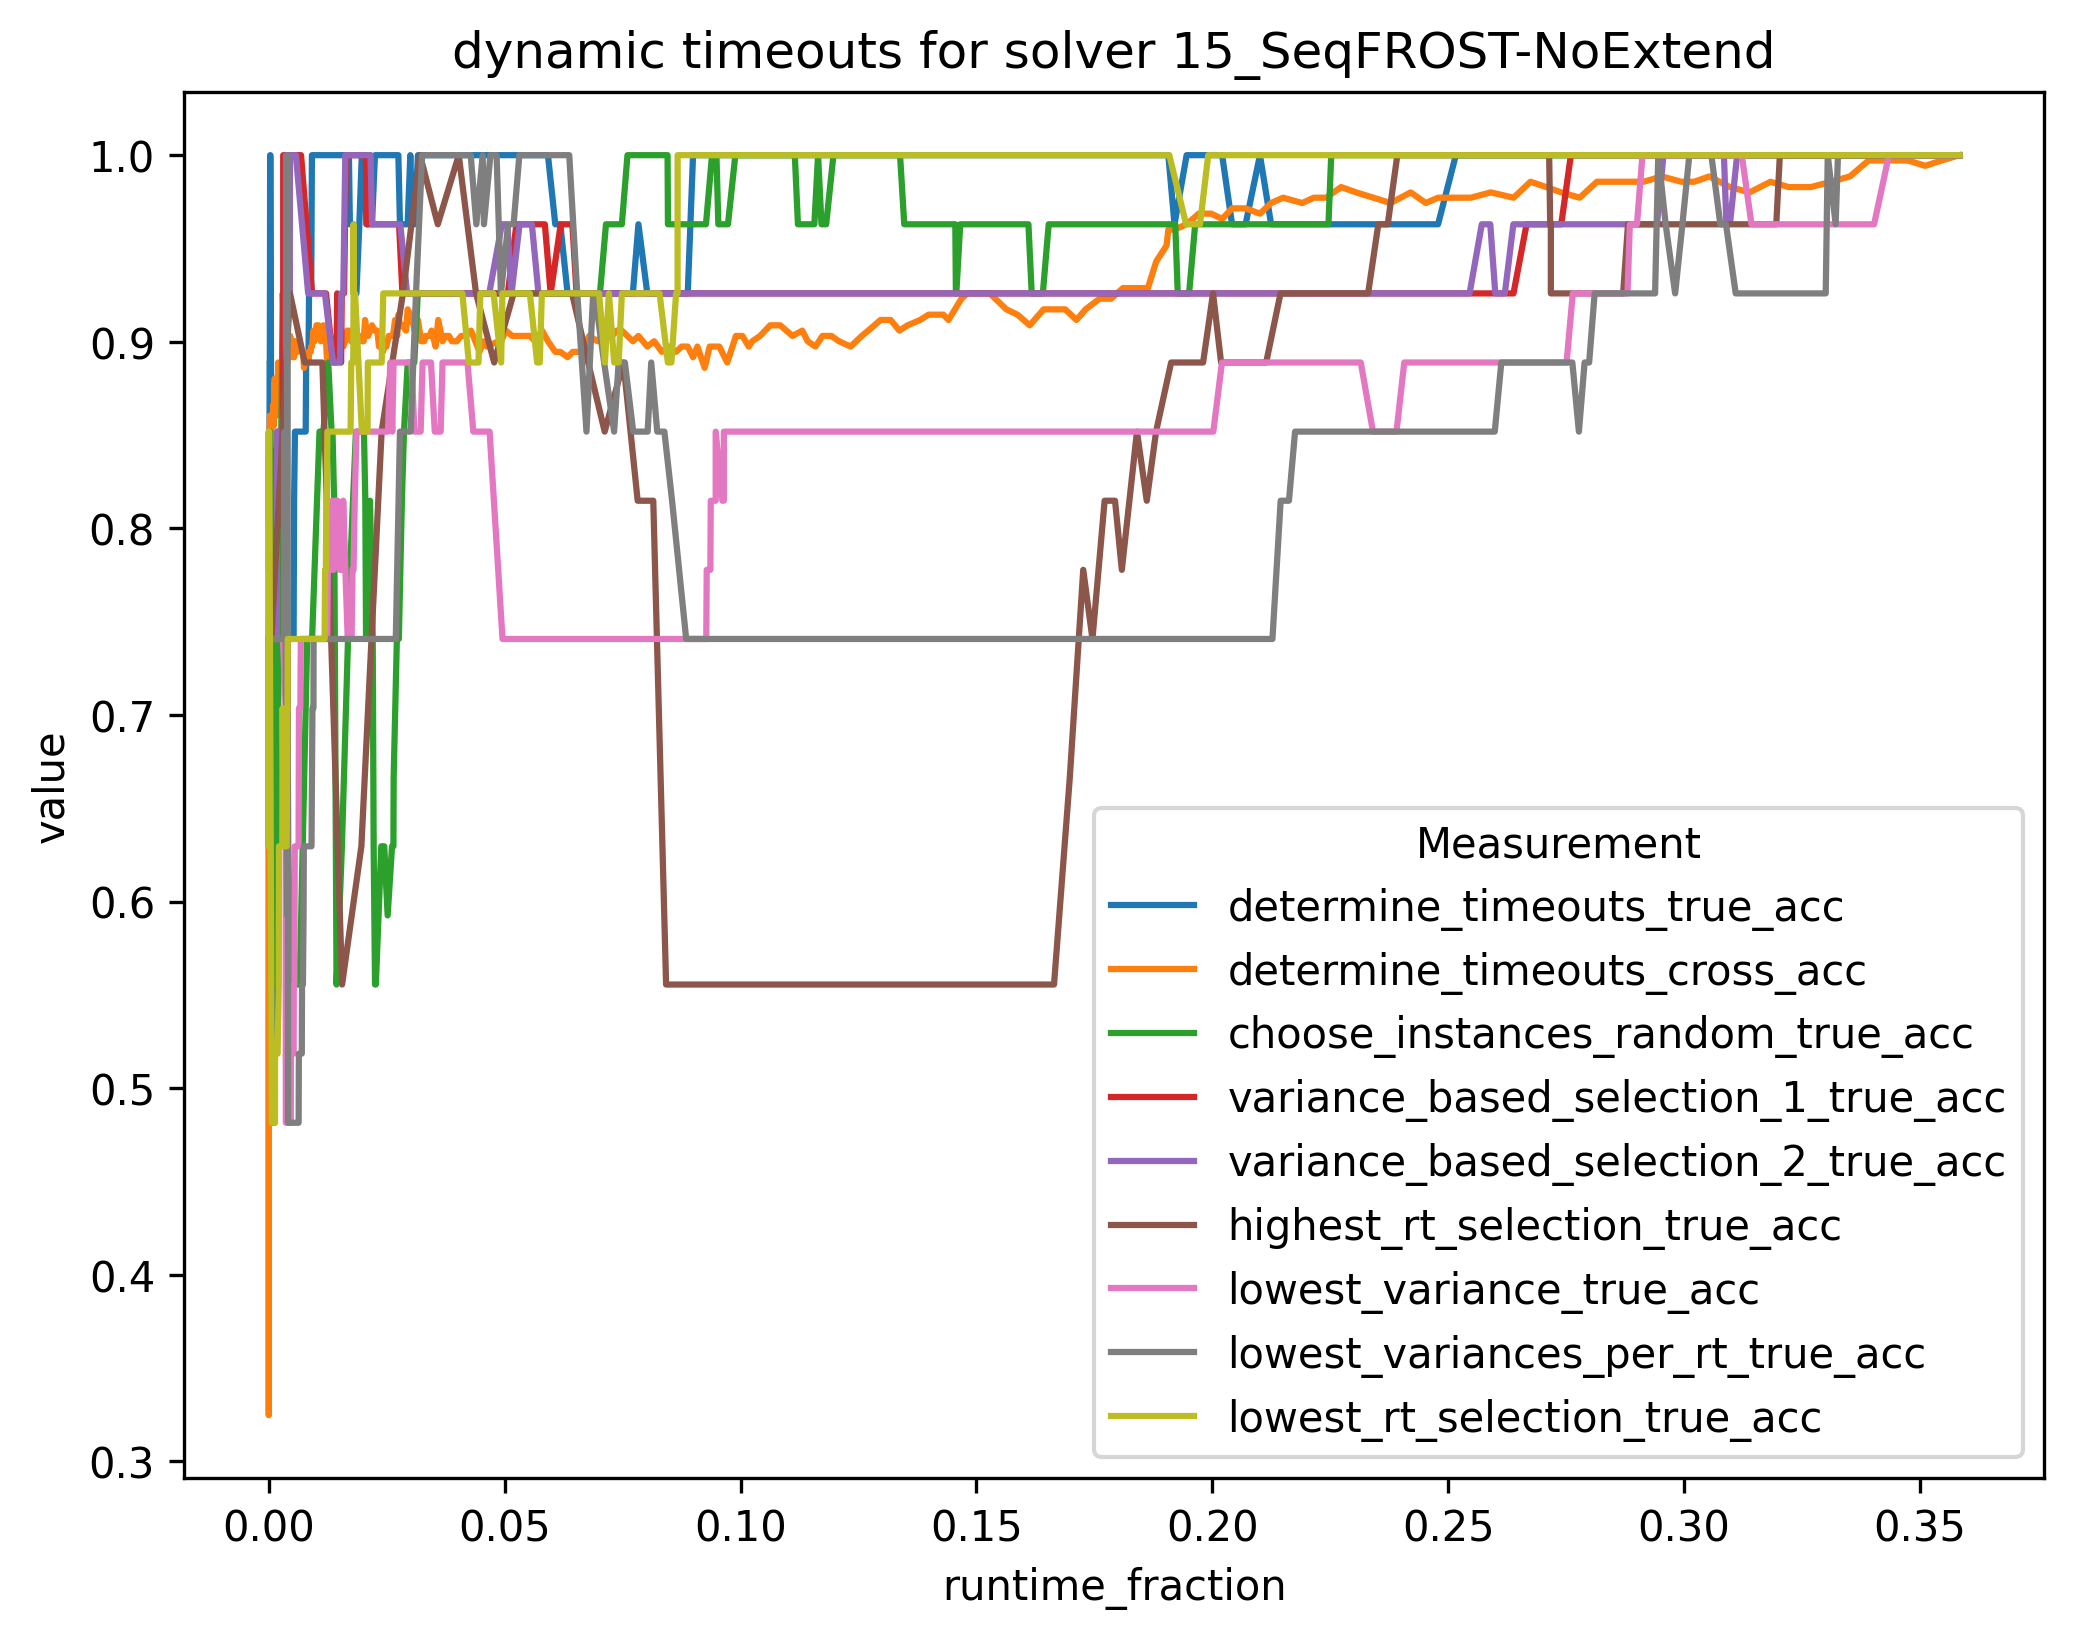 dynamic timeouts for solver 15_SeqFROST-NoExtend
1.0
0.9
0.8
0.7
0.6
0.5
0.4
0.3
value
Measurement
determine_timeouts_true_acc
determine_timeouts_cross_acc
choose_instances_random_true_acc
variance_based_selection_1_true_acc
variance_based_selection_2_true_acc
highest_rt_selection_true_acc
lowest_variance_true_acc
lowest_variances_per_rt_true_acc
lowest_rt_selection_true_acc
0.00 0.05 0.10 0.15 0.20 0.25 0.30 0.35
runtime_fraction